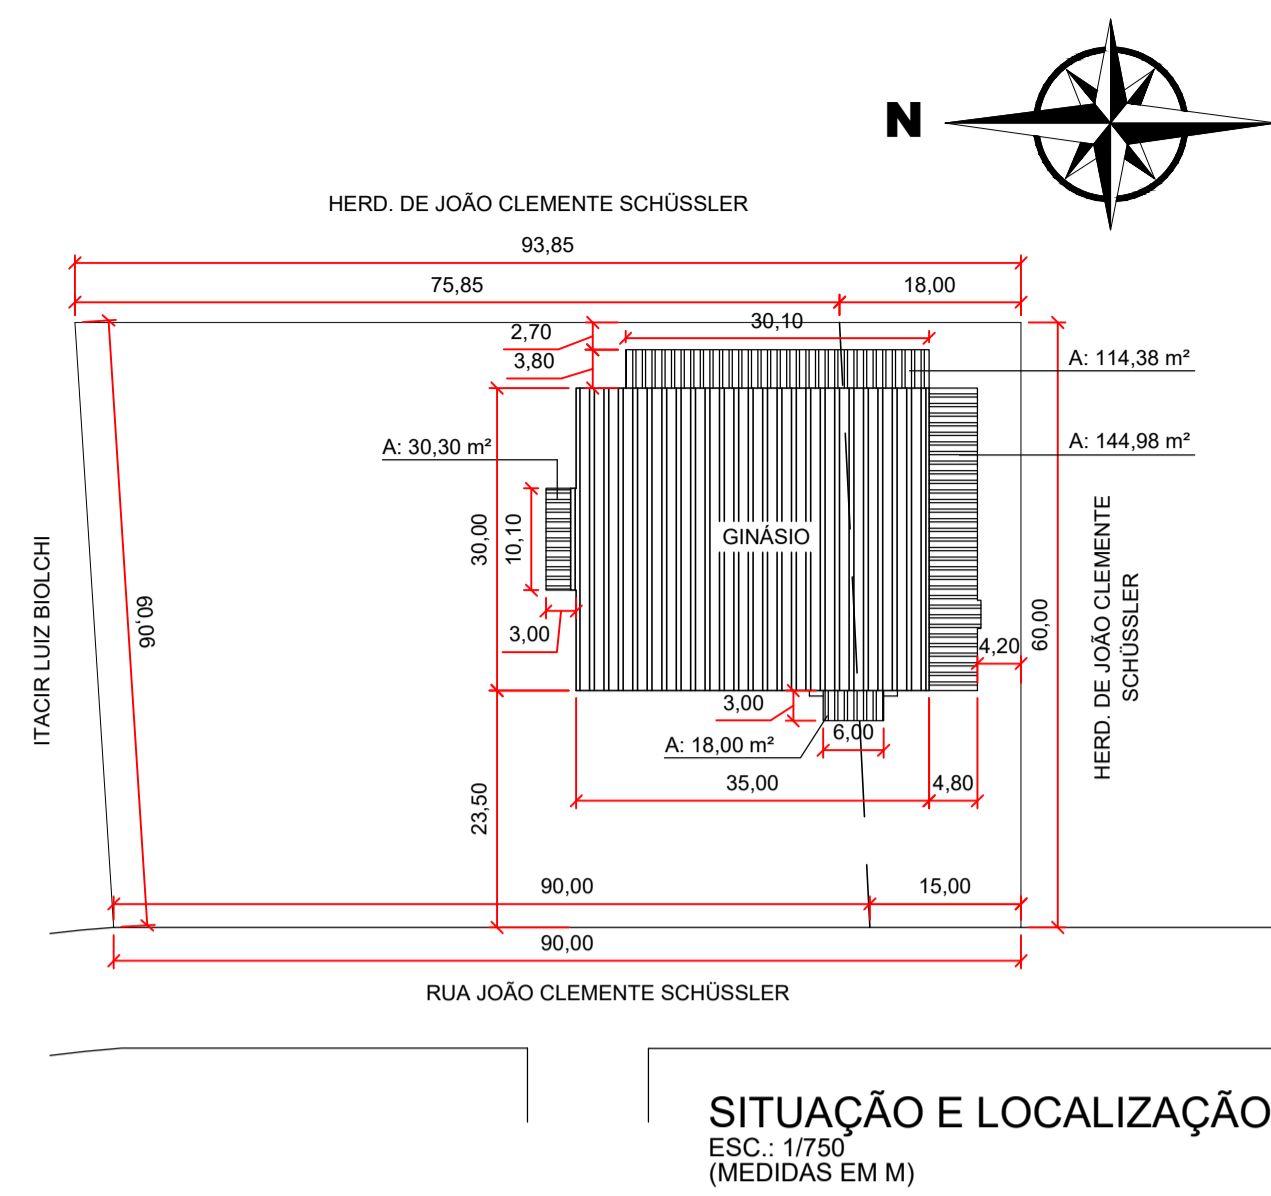 N
HERD. DE JOÃO CLEMENTE SCHÜSSLER
93,85
75,85
18,00
2,70
30,10
3,80
A: 114,38 m²
A: 30,30 m²
A: 144,98 m²
30,00
10,10
GINÁSIO
ITACIR LUIZ BIOLCHI
60,06
HERD. DE JOÃO CLEMENTE
SCHÜSSLER
60,00
3,00
4,20
3,00
6,00
A: 18,00 m²
35,00
4,80
23,50
90,00
15,00
90,00
RUA JOÃO CLEMENTE SCHÜSSLER
SITUAÇÃO E LOCALIZAÇÃO
ESC.: 1/750
(MEDIDAS EM M)